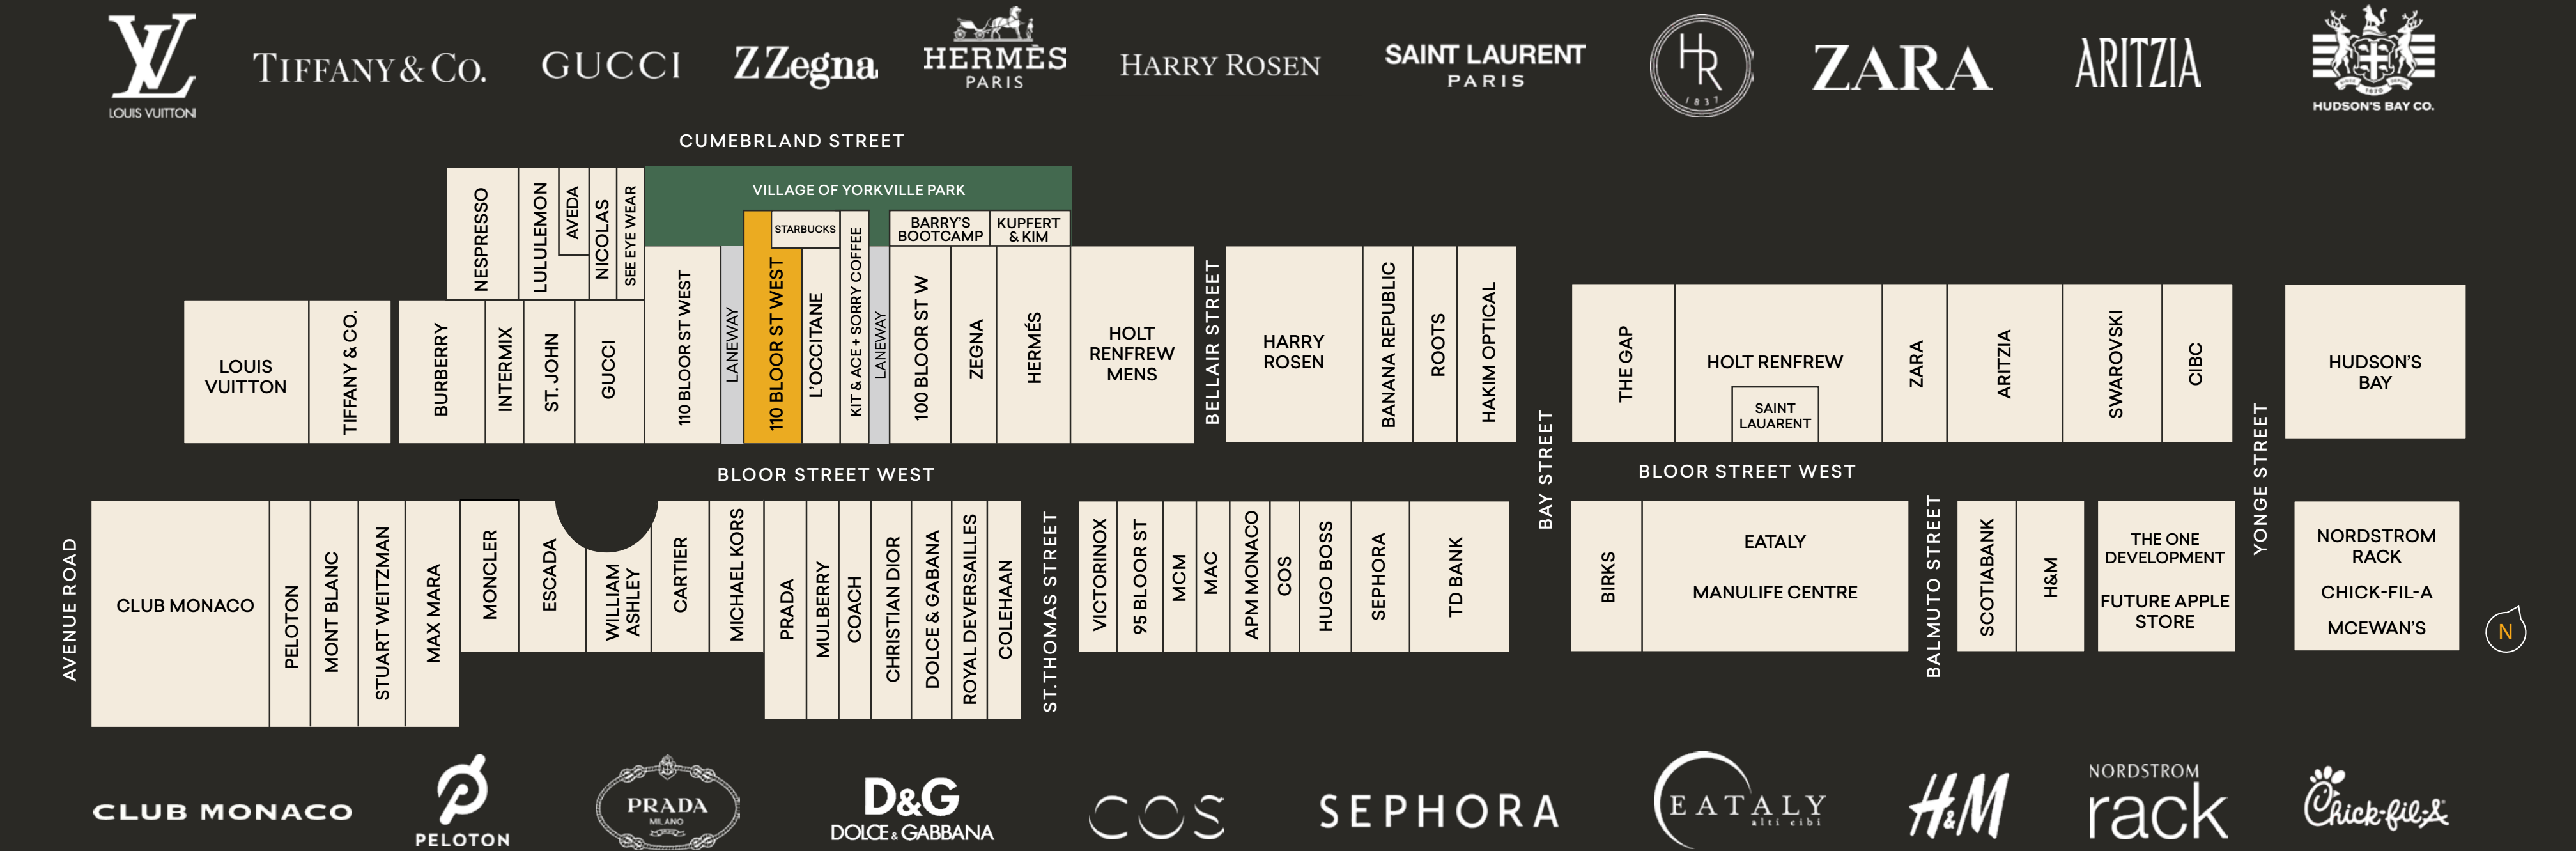 LV
LOUIS VUITTON
TIFFANY & CO.
GUCCI
ZZegna
HERMÈS
PARIS
HARRY ROSEN
SAINT LAURENT
PARIS
HR
1837
ZARA
ARITZIA
HUDSON'S BAY CO.
CUMEBRLAND STREET
VILLAGE OF YORKVILLE PARK
NESPRESSO
LULULEMON
AVEDA
NICOLAS
SEE EYE WEAR
STARBUCKS
BARRY'S
BOOTCAMP
KUPFERT
& KIM
LOUIS
VUITTON
TIFFANY & CO.
BURBERRY
INTERMIX
ST. JOHN
GUCCI
110 BLOOR ST WEST
LANEWAY
110 BLOOR ST WEST
L'OCCITANE
KIT & ACE + SORRY COFFEE
LANEWAY
100 BLOOR ST W
ZEGNA
HERMÉS
HOLT
RENFREW
MENS
BELLAIR STREET
HARRY
ROSEN
BANANA REPUBLIC
ROOTS
HAKIM OPTICAL
BAY STREET
THE GAP
HOLT RENFREW
SAINT
LAUARENT
ZARA
ARITZIA
SWAROVSKI
CIBC
YONGE STREET
HUDSON'S
BAY
BLOOR STREET WEST
BLOOR STREET WEST
AVENUE ROAD
CLUB MONACO
PELOTON
MONT BLANC
STUART WEITZMAN
MAX MARA
MONCLER
ESCADA
WILLIAM
ASHLEY
CARTIER
MICHAEL KORS
PRADA
MULBERRY
COACH
CHRISTIAN DIOR
DOLCE & GABANA
ROYAL DEVERSAILLES
COLEHAAN
ST.THOMAS STREET
VICTORINOX
95 BLOOR ST
MCM
MAC
APM MONACO
COS
HUGO BOSS
SEPHORA
TD BANK
BIRKS
EATALY
MANULIFE CENTRE
BALMUTO STREET
SCOTIABANK
H&M
THE ONE
DEVELOPMENT
FUTURE APPLE
STORE
NORDSTROM
RACK
CHICK-FIL-A
MCEWAN'S
N
CLUB MONACO
PELOTON
PRADA
MILANO
D&G
DOLCE & GABBANA
COS
SEPHORA
EATALY
alti cibi
H&M
NORDSTROM
rack
Chick-fil-A